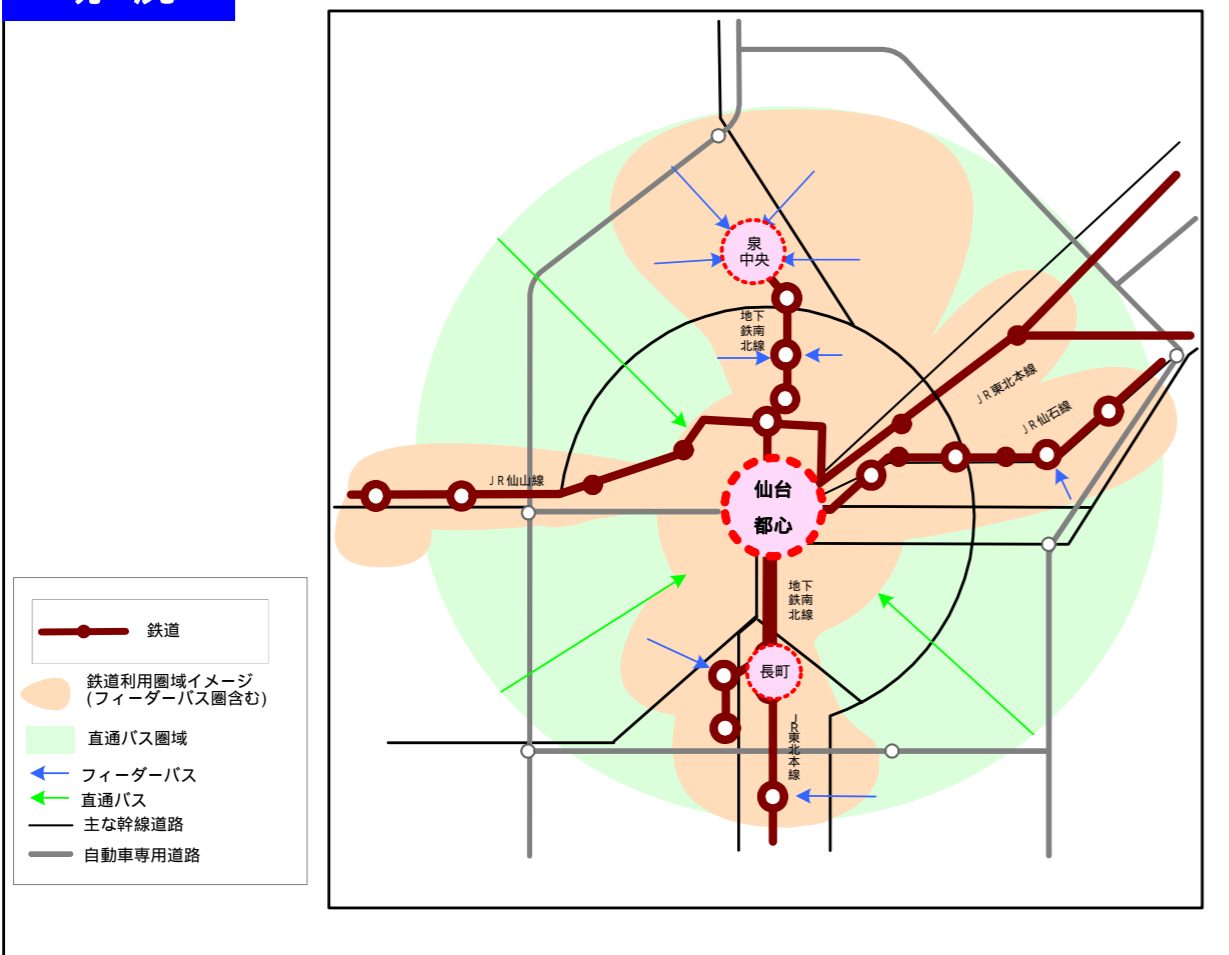 泉
中央
地下
鉄南
北線
JR東北本線
JR仙石線
JR仙山線
仙台
都心
地下
鉄南
北線
長町
JR東北本線
鉄道
鉄道利用圏域イメージ
(フィーダーバス圏含む)
直通バス圏域
フィーダーバス
直通バス
主な幹線道路
自動車専用道路